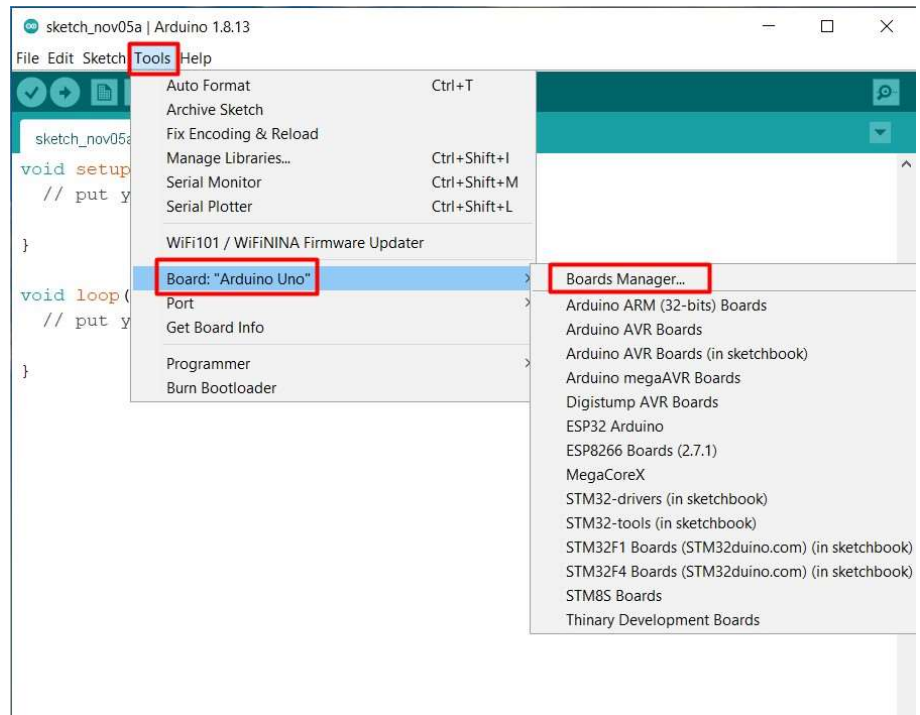 sketch_nov05a | Arduino 1.8.13
File Edit Sketch Tools Help
sketch_nov05a
void setup
// put y
}
void loop(
// put y
}
Auto Format Ctrl+T
Archive Sketch
Fix Encoding & Reload
Manage Libraries... Ctrl+Shift+I
Serial Monitor Ctrl+Shift+M
Serial Plotter Ctrl+Shift+L
WiFi101 / WiFiNINA Firmware Updater
Board: "Arduino Uno"
Port
Get Board Info
Programmer
Burn Bootloader
Boards Manager...
Arduino ARM (32-bits) Boards
Arduino AVR Boards
Arduino AVR Boards (in sketchbook)
Arduino megaAVR Boards
Digistump AVR Boards
ESP32 Arduino
ESP8266 Boards (2.7.1)
MegaCoreX
STM32-drivers (in sketchbook)
STM32-tools (in sketchbook)
STM32F1 Boards (STM32duino.com) (in sketchbook)
STM32F4 Boards (STM32duino.com) (in sketchbook)
STM8S Boards
Thinary Development Boards